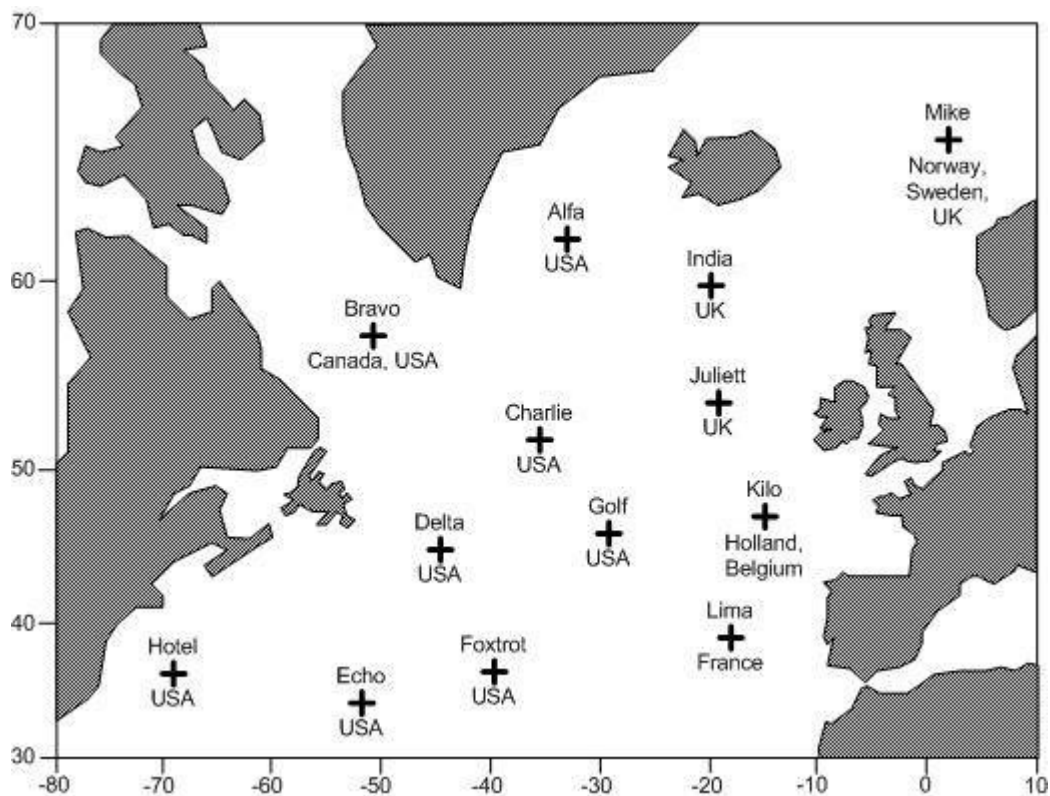 70
Mike
Norway,
Sweden,
UK
Alfa
USA
India
UK
60
Bravo
Canada, USA
Juliett
UK
Charlie
USA
50
Kilo
Holland,
Belgium
Golf
USA
Delta
USA
40
Lima
France
Hotel
USA
Foxtrot
USA
Echo
USA
30
-80 -70 -60 -50 -40 -30 -20 -10 0 10